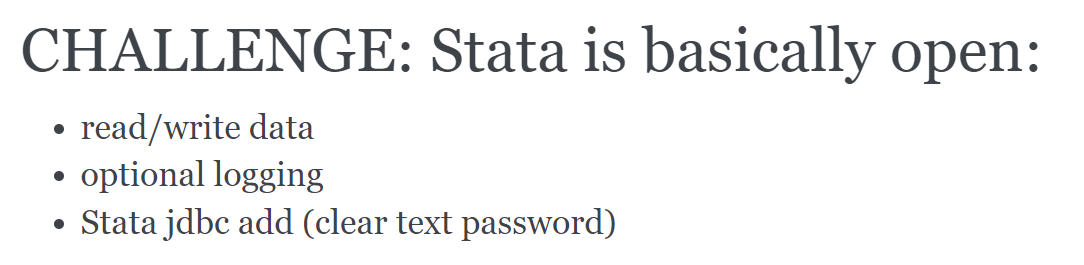 CHALLENGE: Stata is basically open:
• read/write data
• optional logging
• Stata jdbc add (clear text password)